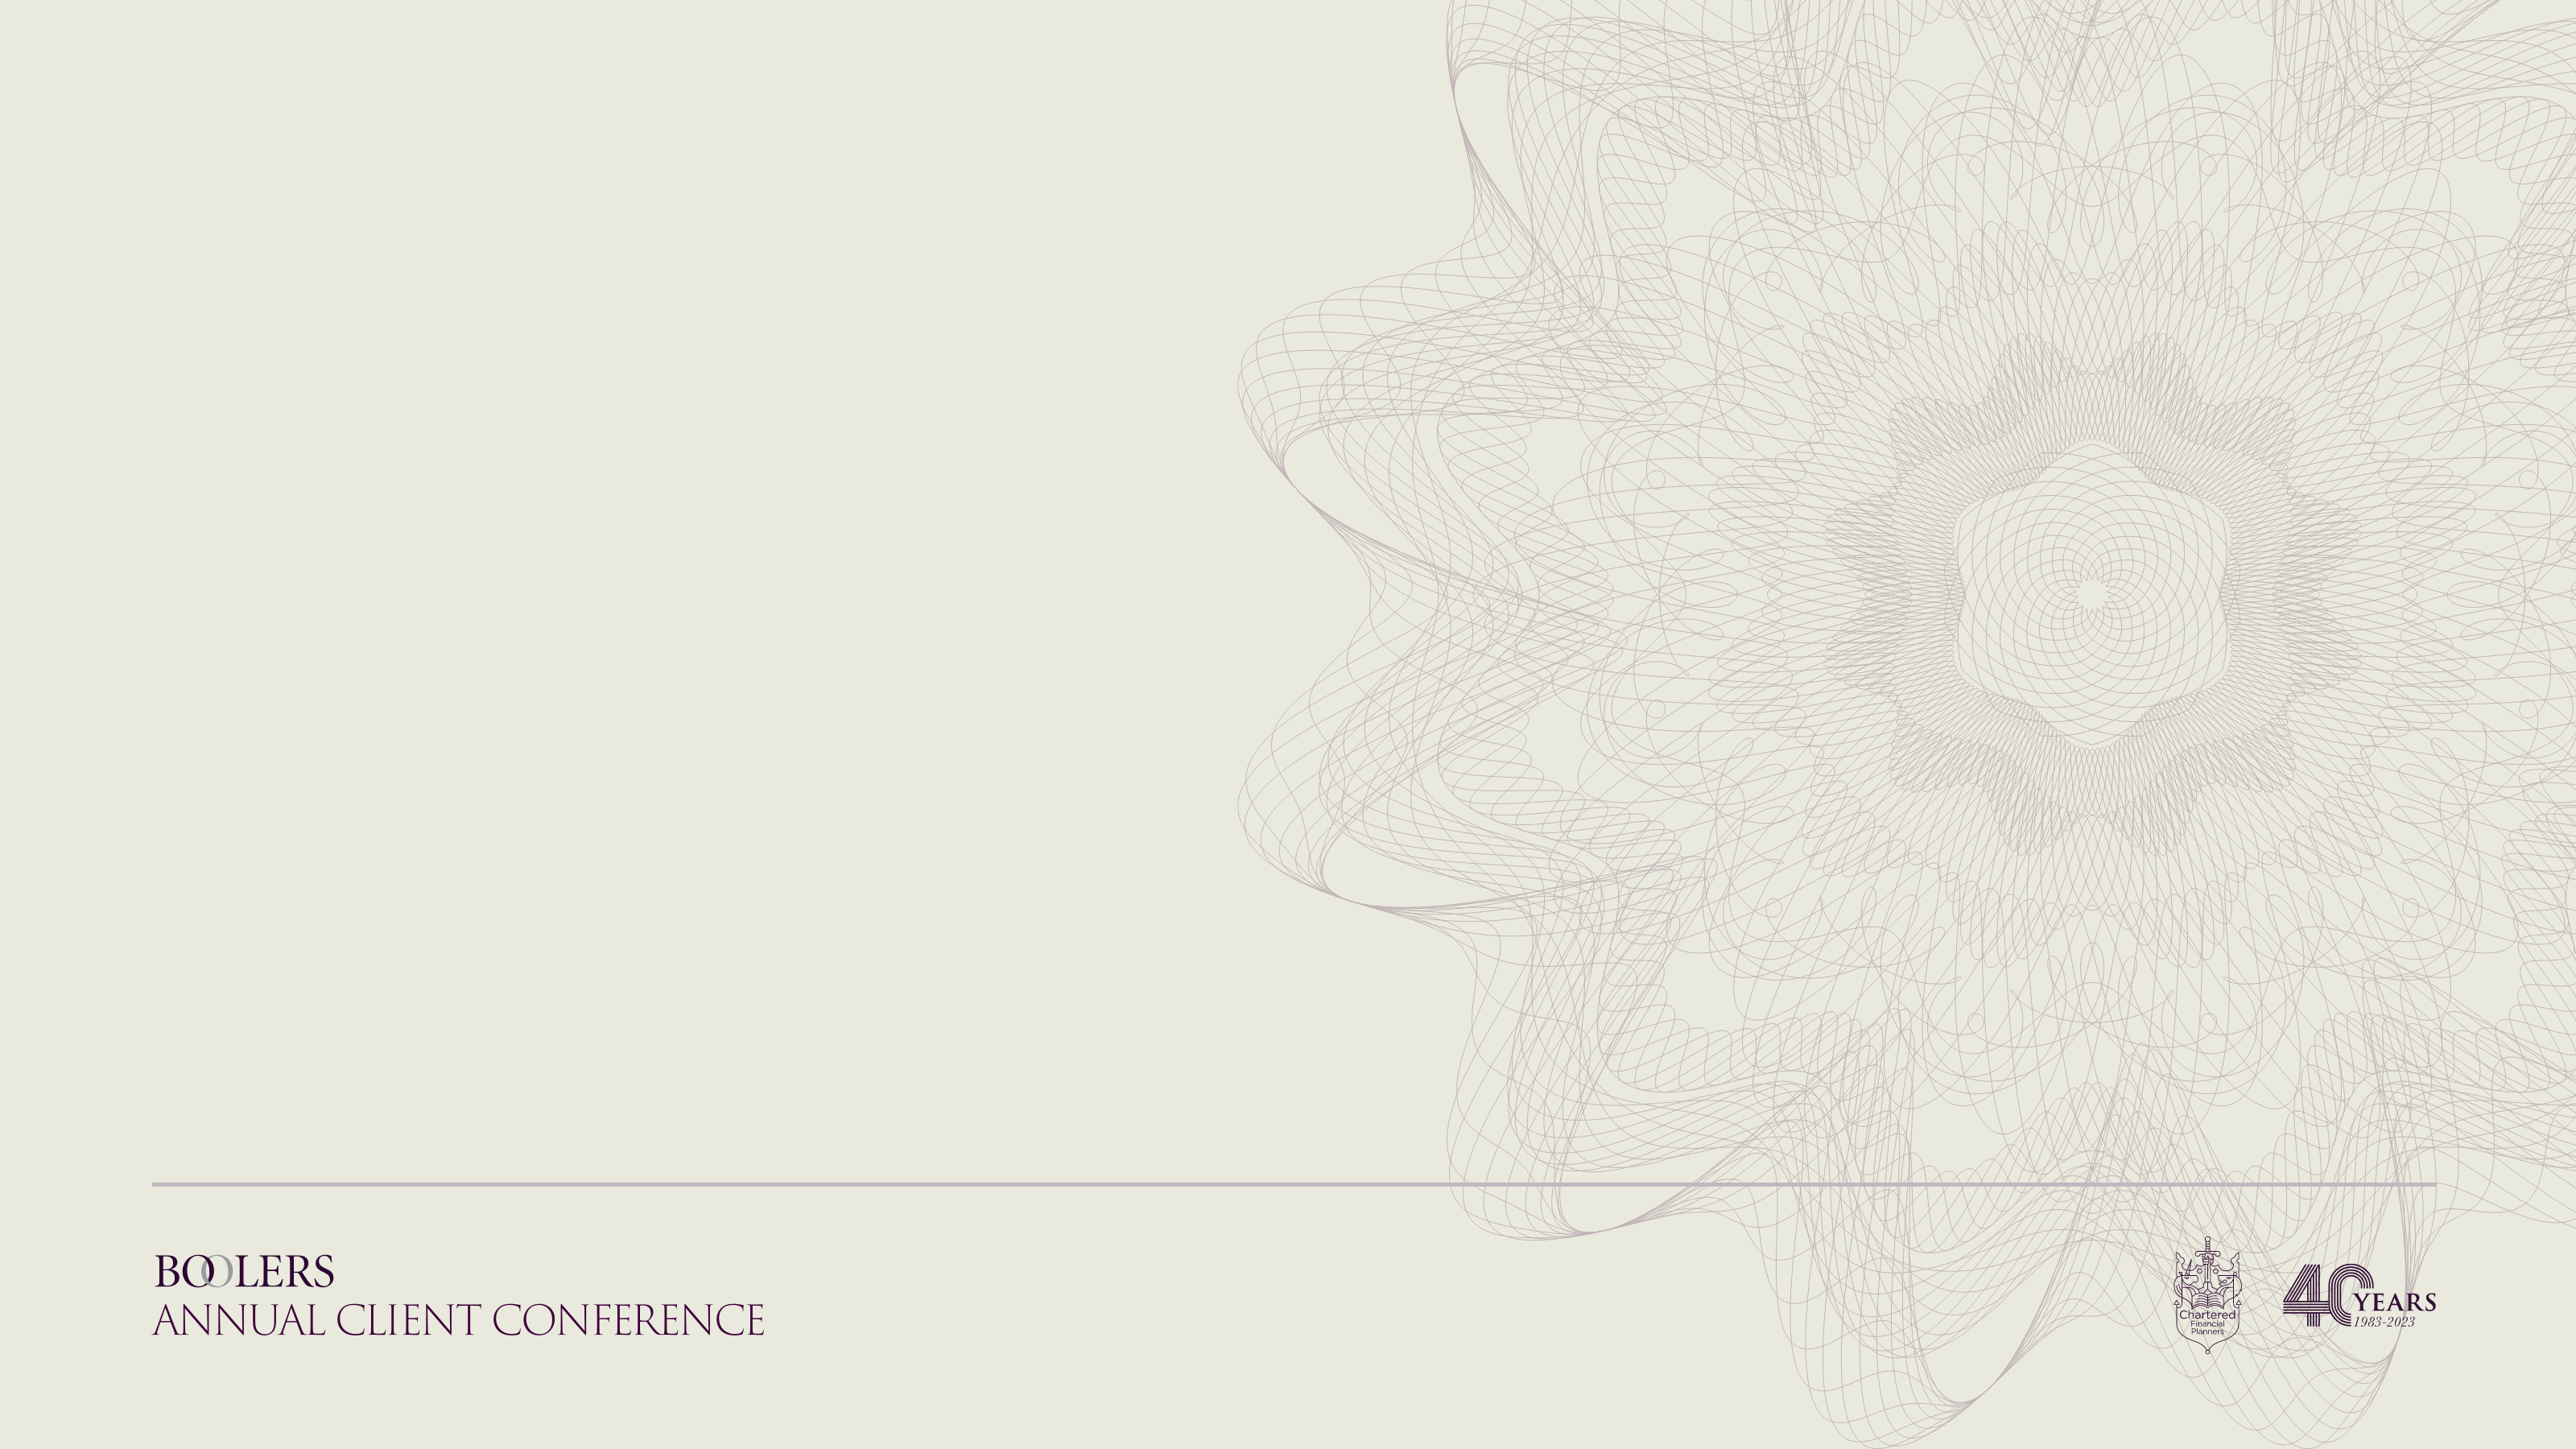 BOOLERS
ANNUAL CLIENT CONFERENCE
Chartered
Financial
Planners
40 YEARS
1983-2023